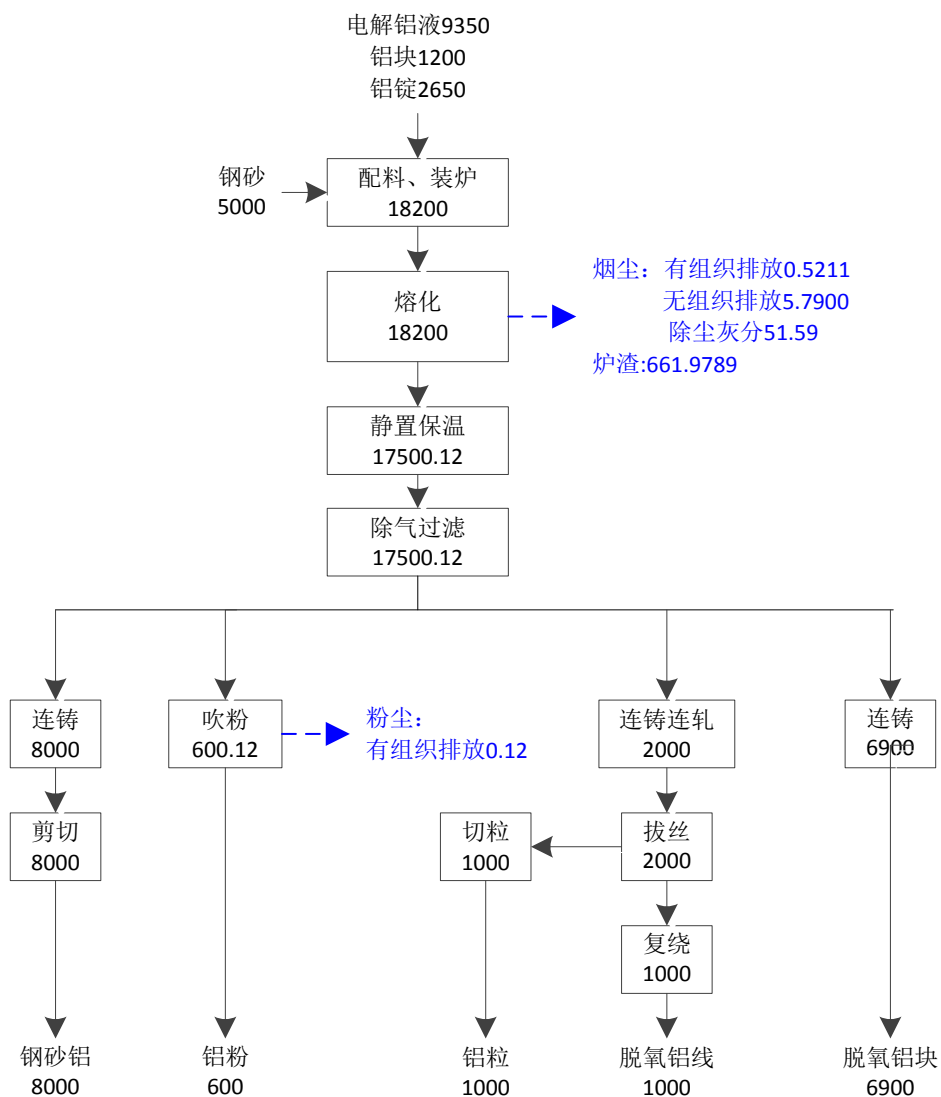 电解铝液9350
铝块1200
铝锭2650
钢砂
5000
配料、装炉
18200
熔化
18200
烟尘：有组织排放0.5211
无组织排放5.7900
除尘灰分51.59
炉渣:661.9789
静置保温
17500.12
除气过滤
17500.12
连铸
8000
吹粉
600.12
粉尘：
有组织排放0.12
连铸连轧
2000
连铸
6900
剪切
8000
切粒
1000
拔丝
2000
复绕
1000
钢砂铝
8000
铝粉
600
铝粒
1000
脱氧铝线
1000
脱氧铝块
6900